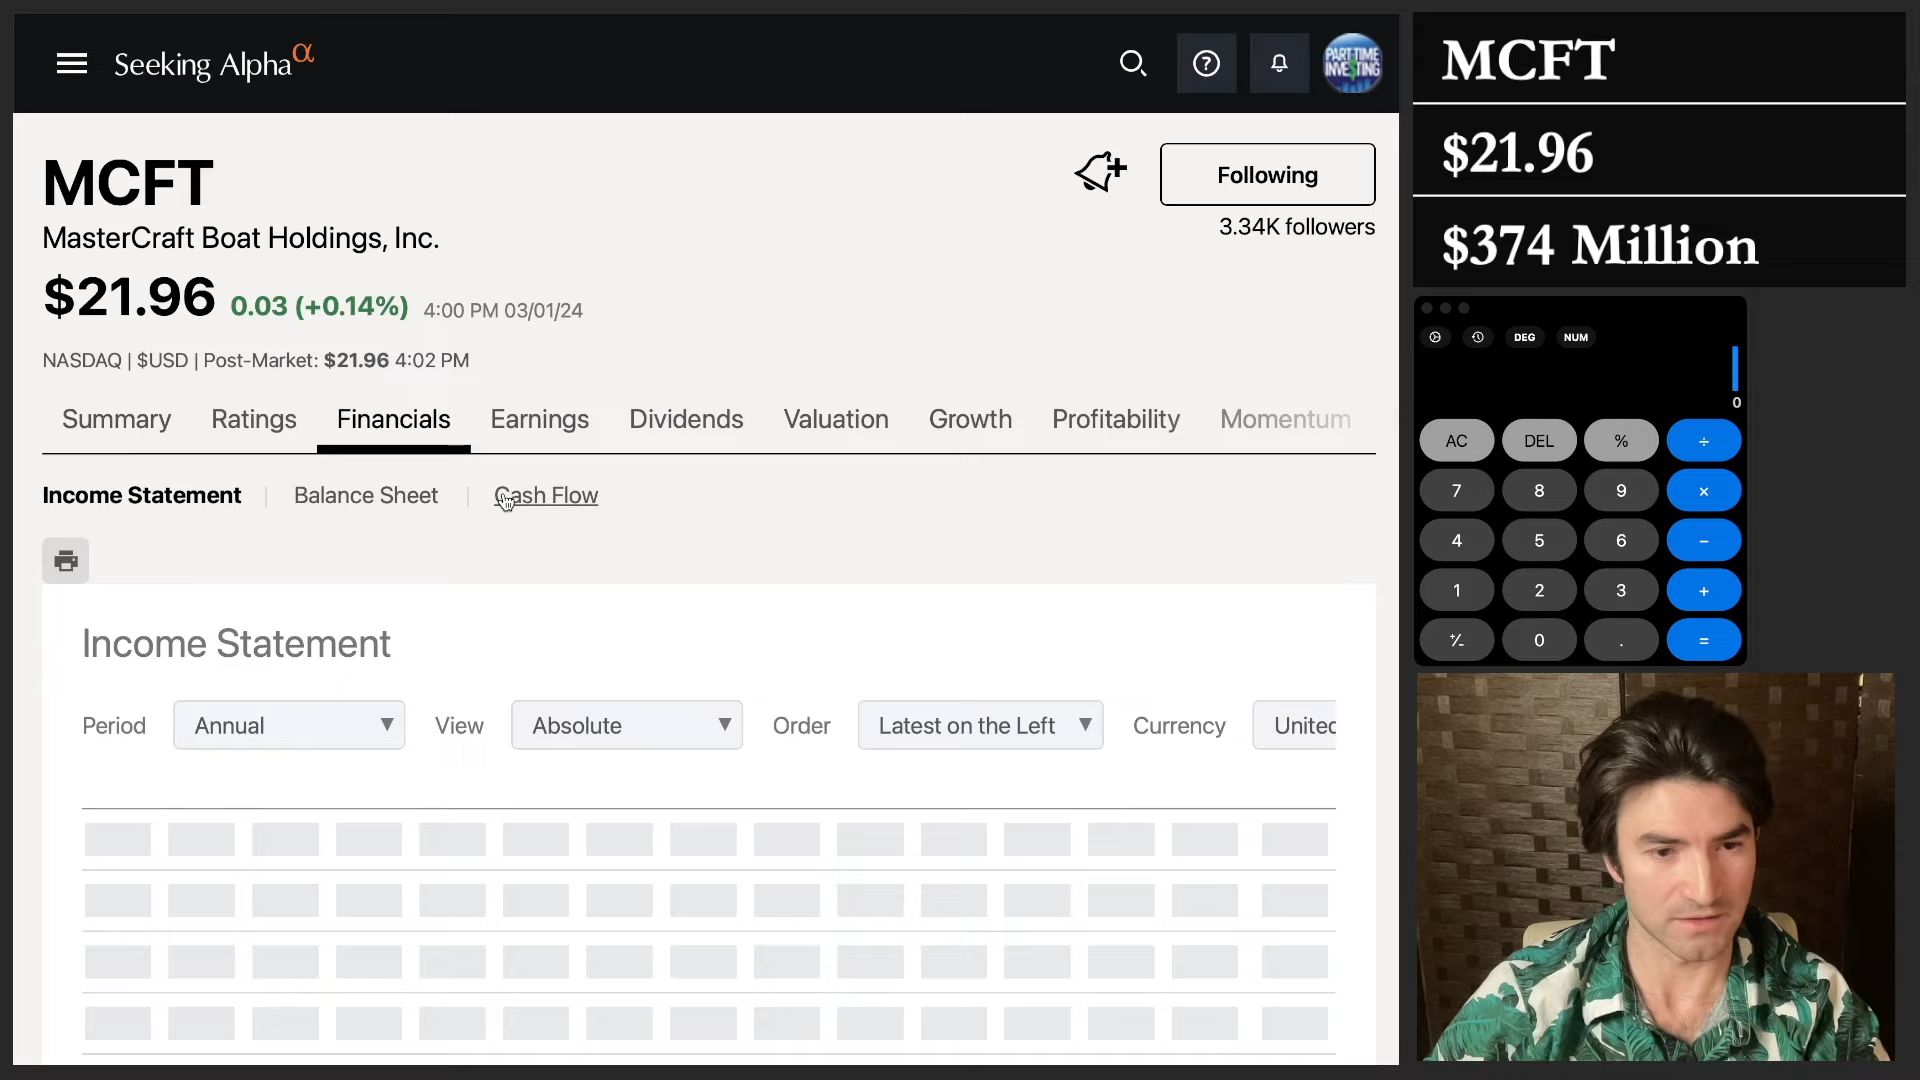 Seeking Alpha α
PART-TIME
INVESTING
MCFT
Following
3.34K followers
MasterCraft Boat Holdings, Inc.
$21.96 0.03 (+0.14%) 4:00 PM 03/01/24
NASDAQ | $USD | Post-Market: $21.96 4:02 PM
Summary Ratings Financials Earnings Dividends Valuation Growth Profitability Momentum
Income Statement | Balance Sheet | Cash Flow
Income Statement
Period Annual ▼ View Absolute ▼ Order Latest on the Left ▼ Currency United
MCFT
$21.96
$374 Million
DEG NUM
0
AC DEL % ÷
7 8 9 ×
4 5 6 −
1 2 3 +
+/- 0 . =